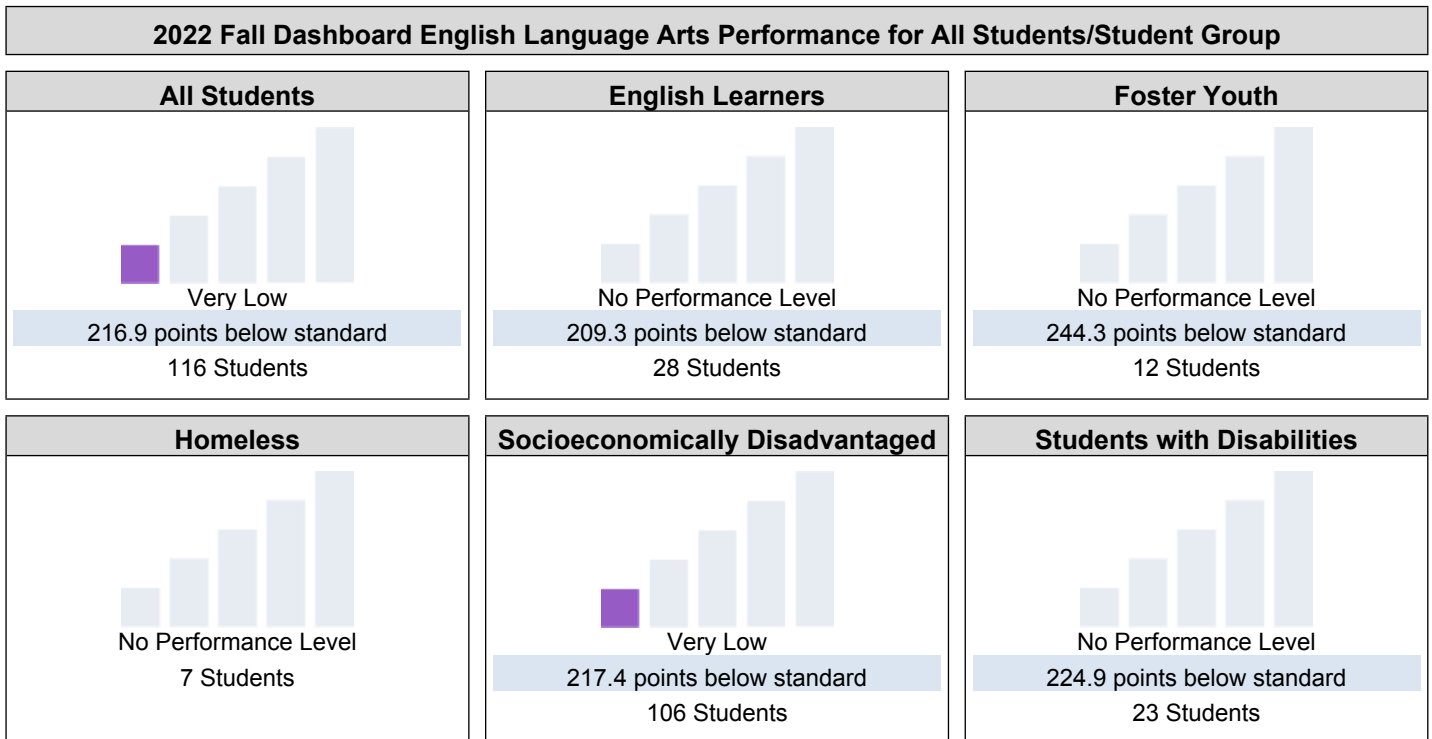 2022 Fall Dashboard English Language Arts Performance for All Students/Student Group
All Students
Very Low
216.9 points below standard
116 Students
English Learners
No Performance Level
209.3 points below standard
28 Students
Foster Youth
No Performance Level
244.3 points below standard
12 Students
Homeless
No Performance Level
7 Students
Socioeconomically Disadvantaged
Very Low
217.4 points below standard
106 Students
Students with Disabilities
No Performance Level
224.9 points below standard
23 Students